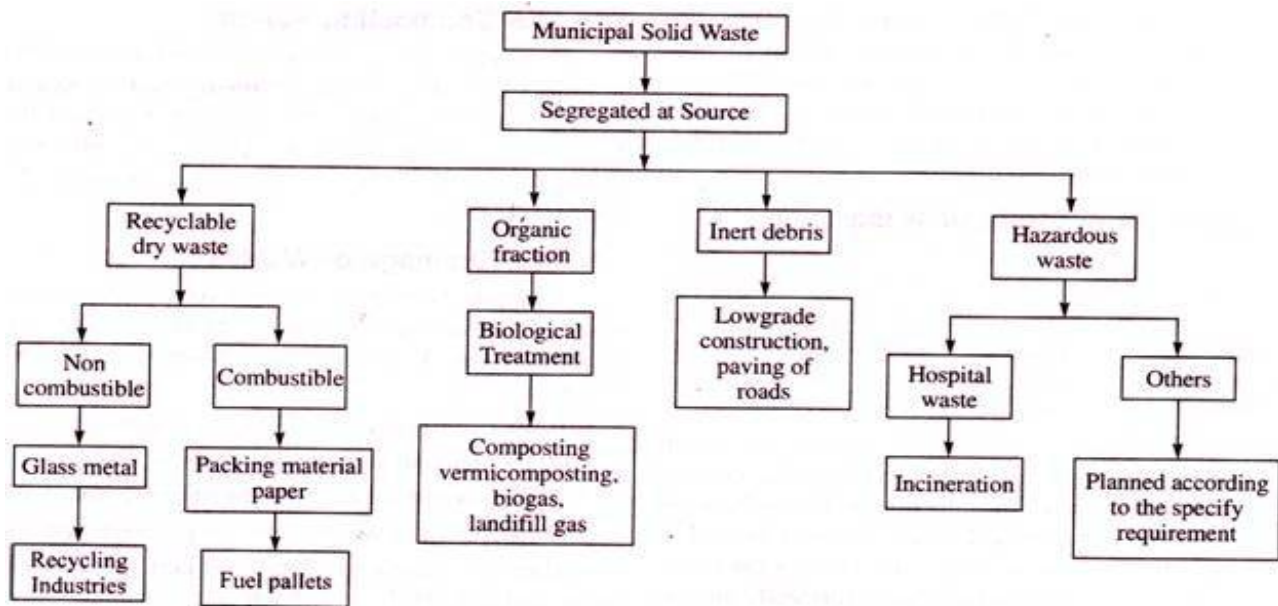 Municipal Solid Waste
Segregated at Source
Recyclable
dry waste
Organic
fraction
Inert debris
Hazardous
waste
Non
combustible
Combustible
Biological
Treatment
Lowgrade
construction,
paving of
roads
Hospital
waste
Others
Glass metal
Packing material
paper
Composting
vermicomposting,
biogas,
landifill gas
Incineration
Planned according
to the specify
requirement
Recycling
Industries
Fuel pallets